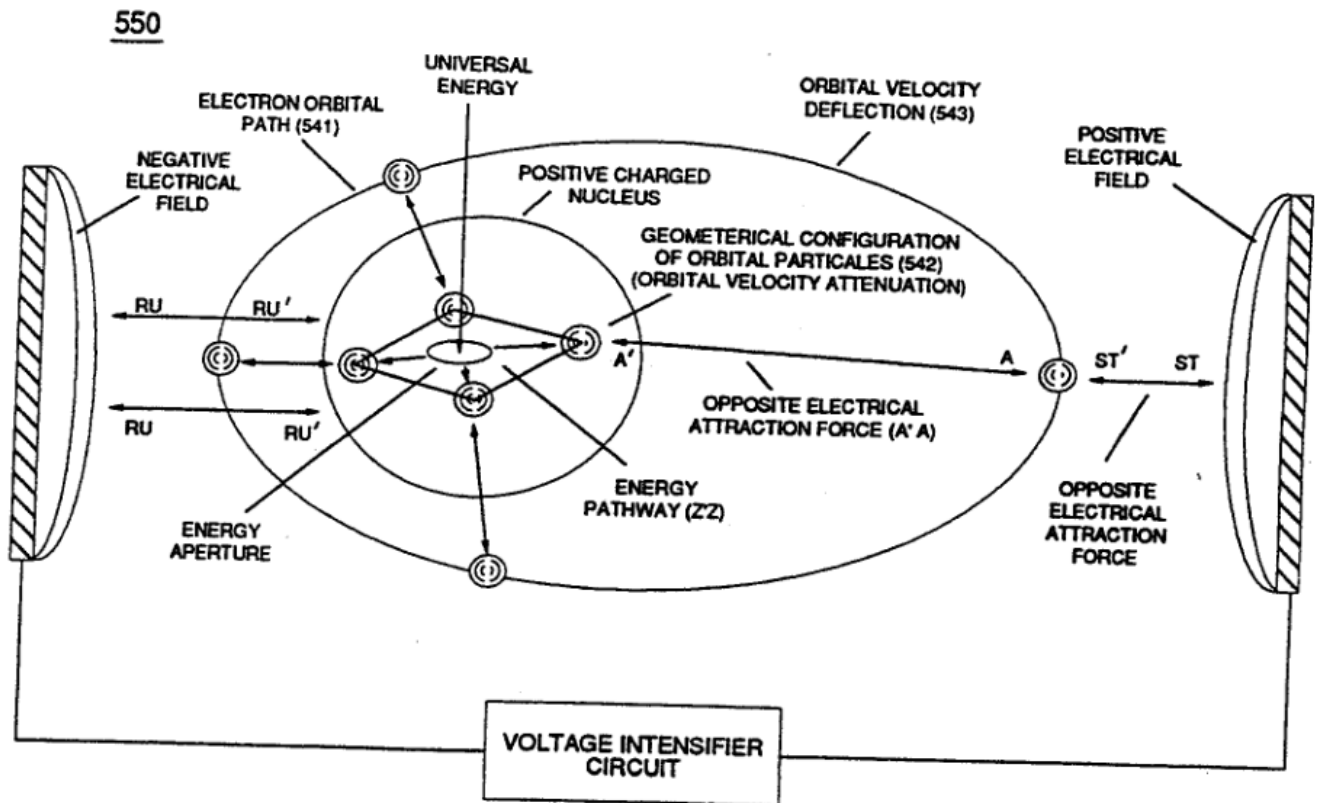 550
UNIVERSAL
ENERGY
ELECTRON ORBITAL
PATH (541)
ORBITAL VELOCITY
DEFLECTION (543)
NEGATIVE
ELECTRICAL
FIELD
POSITIVE CHARGED
NUCLEUS
POSITIVE
ELECTRICAL
FIELD
GEOMETERICAL CONFIGURATION
OF ORBITAL PARTICALES (542)
(ORBITAL VELOCITY ATTENUATION)
RU RU'
A' A ST' ST
RU RU'
OPPOSITE ELECTRICAL
ATTRACTION FORCE (A' A)
ENERGY
APERTURE
ENERGY
PATHWAY (Z'Z)
OPPOSITE
ELECTRICAL
ATTRACTION
FORCE
VOLTAGE INTENSIFIER
CIRCUIT